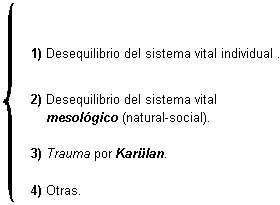 1) Desequilibrio del sistema vital individual .
2) Desequilibrio del sistema vital
mesológico (natural-social).
3) Trauma por Karülan.
4) Otras.